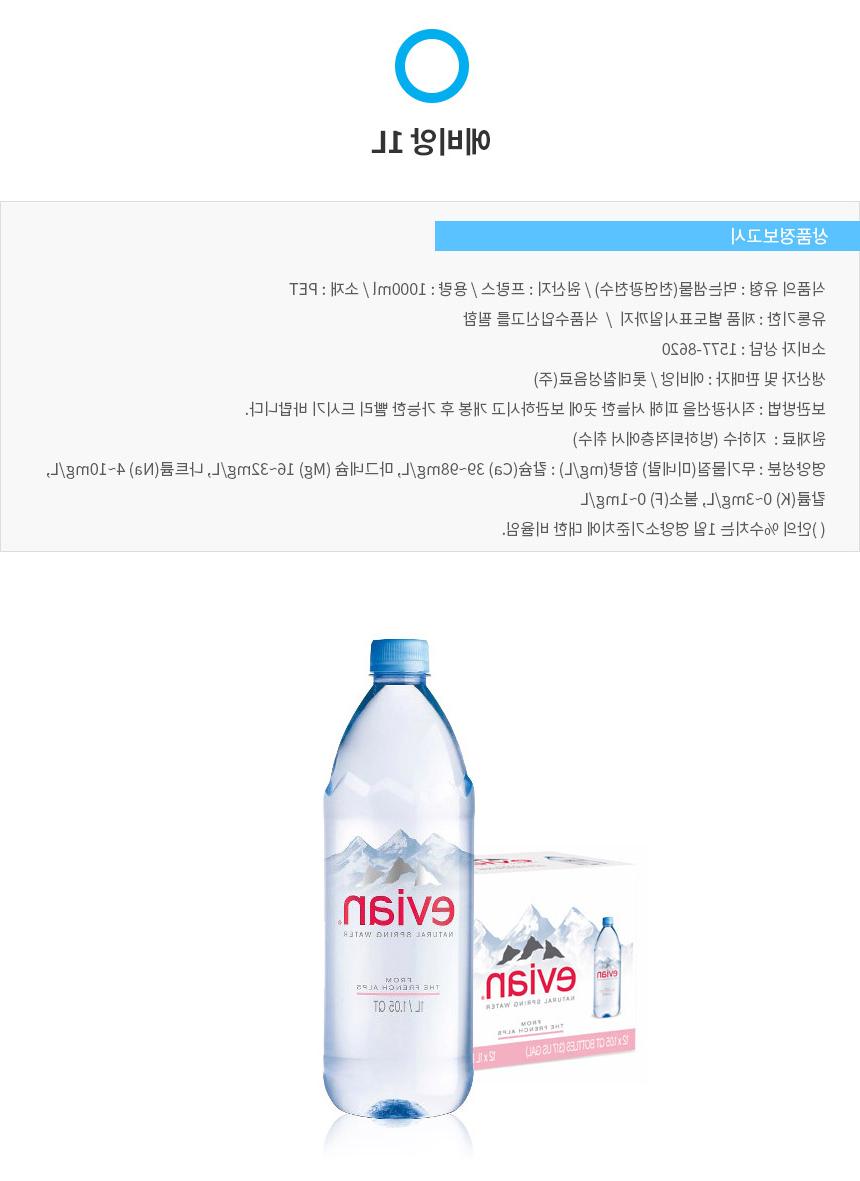 에비앙 1L
상품정보고시
식품의 유형 : 먹는샘물(천연광천수) / 원산지 : 프랑스 / 용량 : 1000ml / 소재 : PET
유통기한 : 제품 별도표시일까지 / 식품수입신고를 필함
소비자 상담 : 1577-8620
생산자 및 판매자 : 에비앙 / 롯데칠성음료(주)
보관방법 : 직사광선을 피해 서늘한 곳에 보관하시고 개봉 후 가능한 빨리 드시기 바랍니다.
원재료 : 지하수 (빙하퇴적층에서 취수)
영양성분 : 무기물질(미네랄) 함량(mg/L) : 칼슘(Ca) 39~98mg/L, 마그네슘 (Mg) 16~32mg/L, 나트륨(Na) 4~10mg/L,
칼륨(K) 0~3mg/L, 불소(F) 0~1mg/L
( )안의 %수치는 1일 영양소기준치에 대한 비율임.
evian®
NATURAL SPRING WATER
FROM
THE FRENCH ALPS
1L / 1.05 QT
evian
evian
evian®
NATURAL SPRING WATER
FROM
THE FRENCH ALPS
12 x 1.05 QT BOTTLES (3.17 US GAL)
12 x 1L